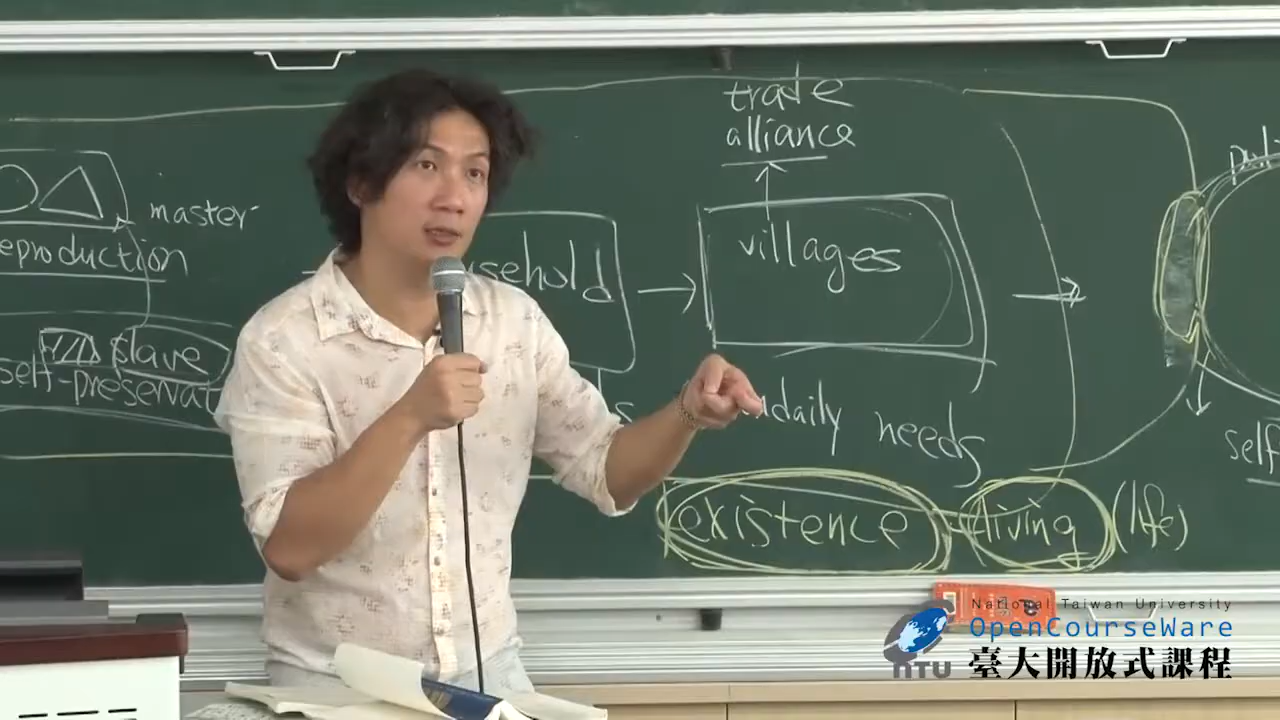 trade
alliance
master
eproduction
sehold
villages
slave
self-preservat
daily needs
self
existence - living (life)
National Taiwan University
OpenCourseWare
NTU
臺大開放式課程